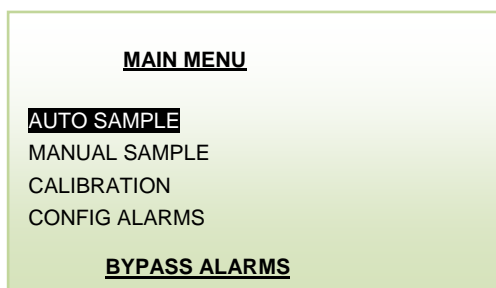 MAIN MENU
AUTO SAMPLE
MANUAL SAMPLE
CALIBRATION
CONFIG ALARMS
BYPASS ALARMS